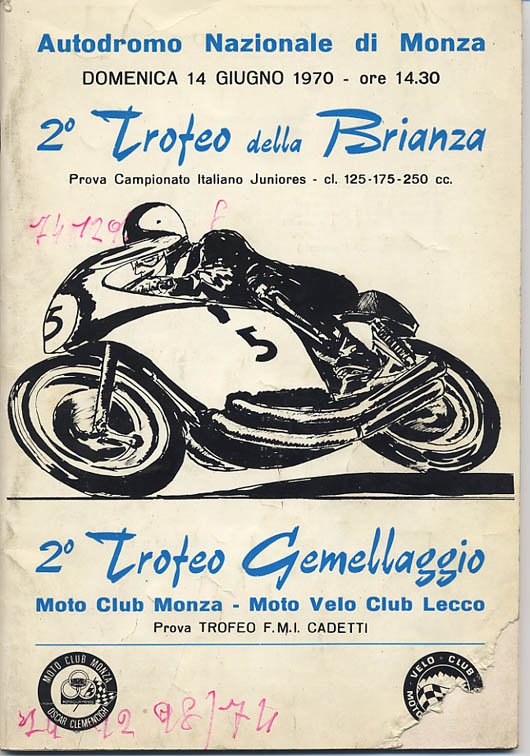 Autodromo Nazionale di Monza
DOMENICA 14 GIUGNO 1970 - ore 14.30
2° Trofeo della Brianza
Prova Campionato Italiano Juniores - cl. 125-175-250 cc.
74129
5
5
2° Trofeo Gemellaggio
Moto Club Monza - Moto Velo Club Lecco
Prova TROFEO F.M.I. CADETTI
MOTO CLUB MONZA
OSCAR CLEMENCIGH
VELO - CLUB
MOTO